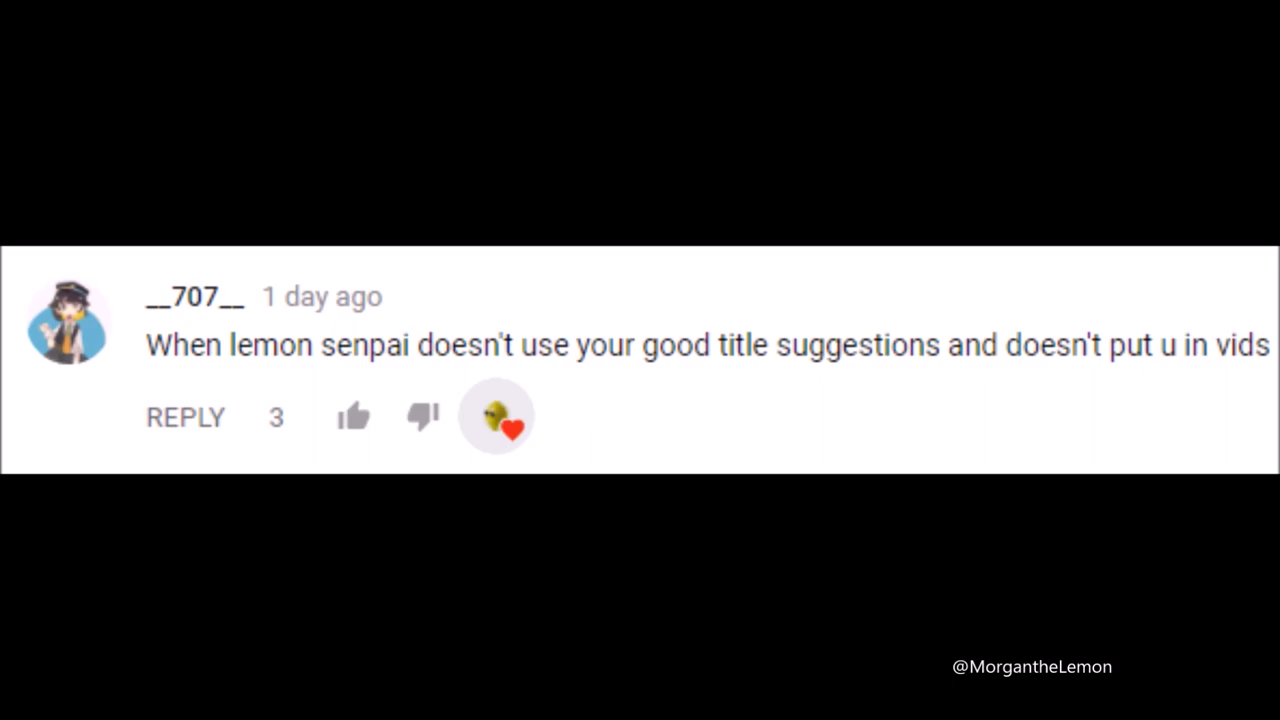 __707__ 1 day ago
When lemon senpai doesn't use your good title suggestions and doesn't put u in vids
REPLY 3
@MorgantheLemon